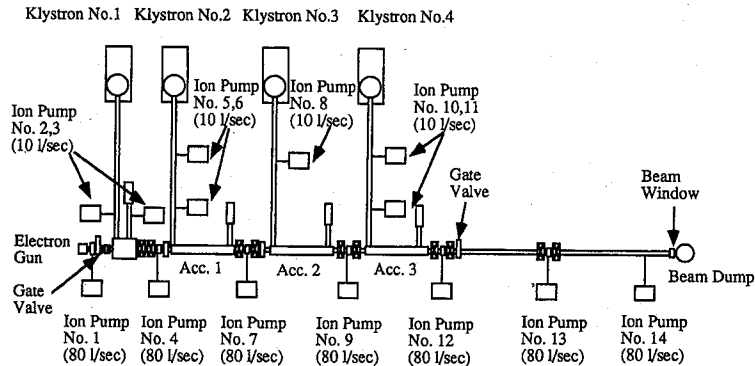 Klystron No.1 Klystron No.2 Klystron No.3 Klystron No.4
Ion Pump
No. 2,3
(10 l/sec)
Ion Pump
No. 5,6
(10 l/sec)
Ion Pump
No. 8
(10 l/sec)
Ion Pump
No. 10,11
(10 l/sec)
Gate
Valve
Beam
Window
Electron
Gun
Gate
Valve
Acc. 1
Acc. 2
Acc. 3
Beam Dump
Ion Pump
No. 1
(80 l/sec)
Ion Pump
No. 4
(80 l/sec)
Ion Pump
No. 7
(80 l/sec)
Ion Pump
No. 9
(80 l/sec)
Ion Pump
No. 12
(80 l/sec)
Ion Pump
No. 13
(80 l/sec)
Ion Pump
No. 14
(80 l/sec)